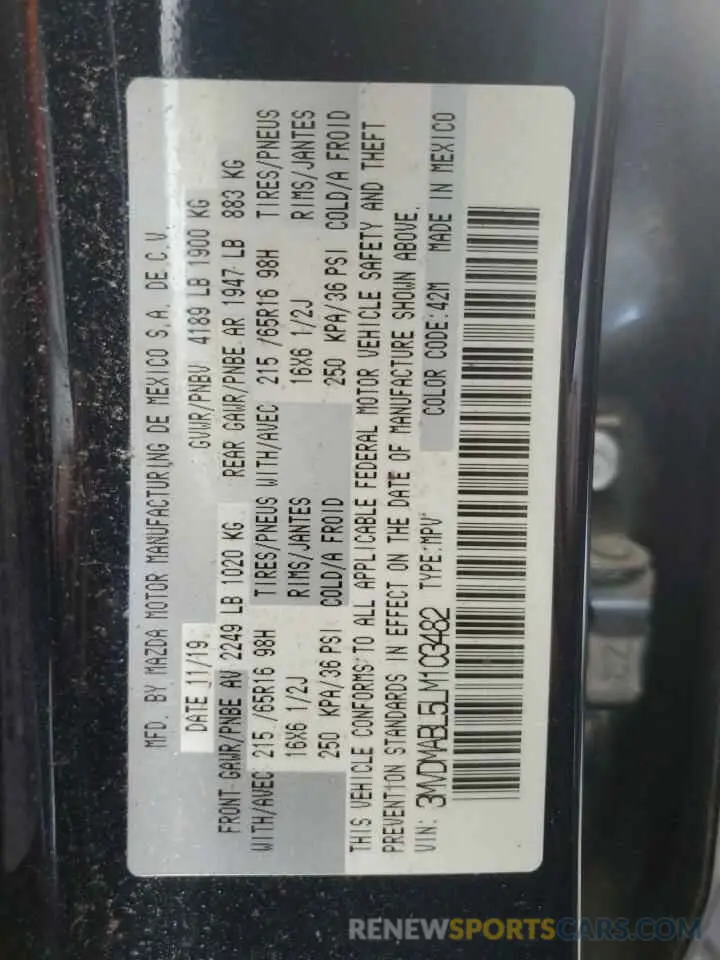 MFD. BY MAZDA MOTOR MANUFACTURING DE MEXICO S.A. DE C.V.
DATE 11/19 GVWR/PNBV 4189 LB 1900 KG
FRONT GAWR/PNBE AV 2249 LB 1020 KG REAR GAWR/PNBE AR 1947 LB 883 KG
WITH/AVEC 215 /65R16 98H TIRES/PNEUS WITH/AVEC 215 /65R16 98H TIRES/PNEUS
16X6 1/2J RIMS/JANTES 16X6 1/2J RIMS/JANTES
250 KPA/36 PSI COLD/A FROID 250 KPA/36 PSI COLD/A FROID
THIS VEHICLE CONFORMS TO ALL APPLICABLE FEDERAL MOTOR VEHICLE SAFETY AND THEFT
PREVENTION STANDARDS IN EFFECT ON THE DATE OF MANUFACTURE SHOWN ABOVE.
VIN: 3MVDMABL5LM103482 TYPE:MPV COLOR CODE:42M MADE IN MEXICO
RENEWSPORTSCARS.COM